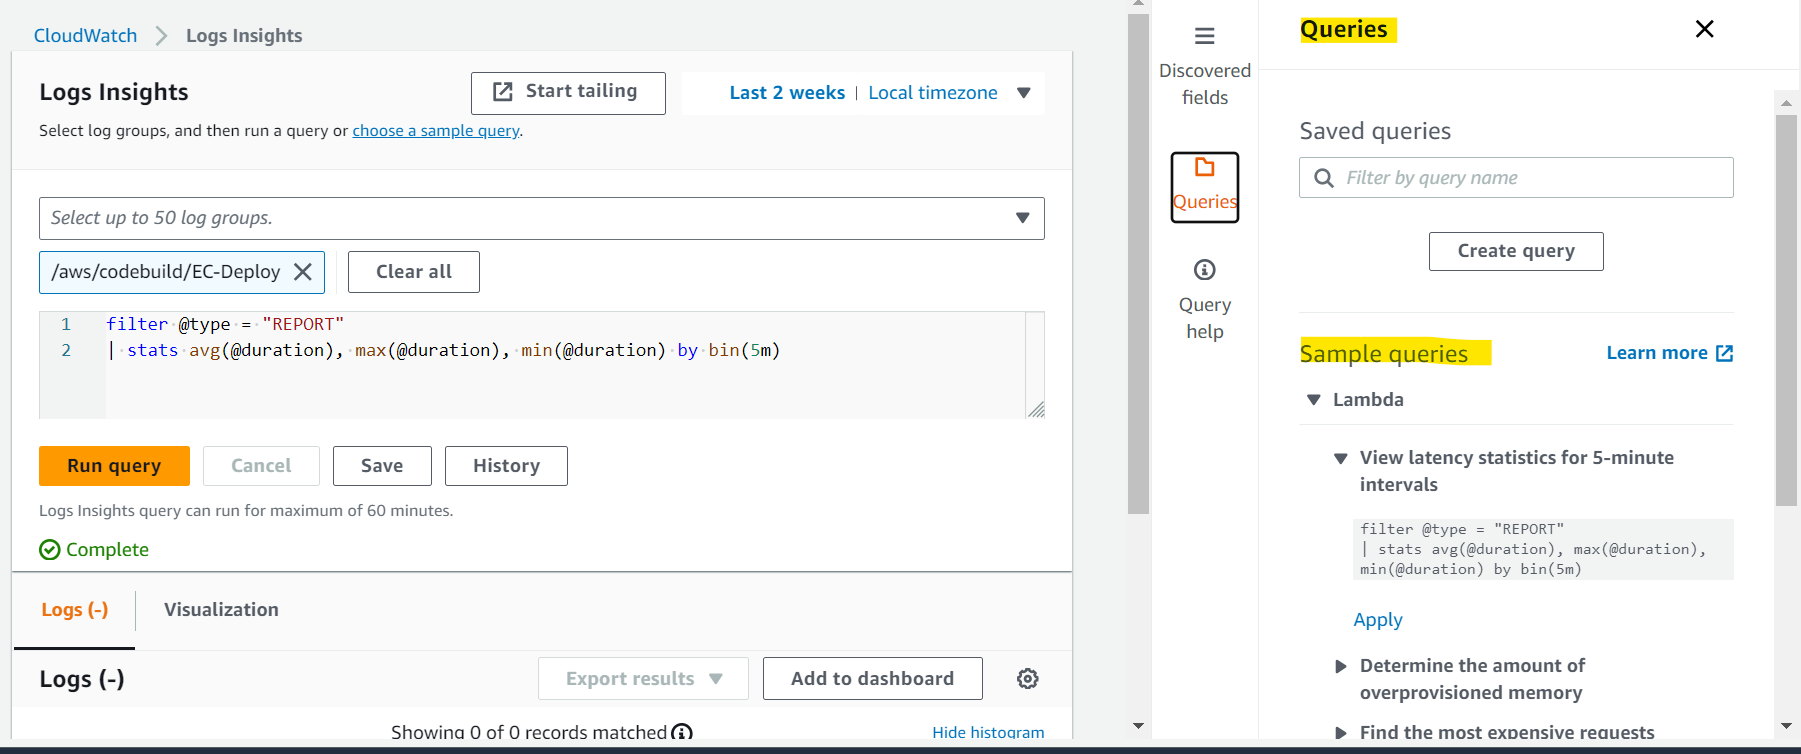 CloudWatch > Logs Insights
Logs Insights
Start tailing
Last 2 weeks | Local timezone
Select log groups, and then run a query or choose a sample query.
Select up to 50 log groups.
/aws/codebuild/EC-Deploy
Clear all
1 filter @type = "REPORT"
2 | stats avg(@duration), max(@duration), min(@duration) by bin(5m)
Run query
Cancel
Save
History
Logs Insights query can run for maximum of 60 minutes.
Complete
Logs (-)
Visualization
Logs (-)
Export results
Add to dashboard
Showing 0 of 0 records matched
Hide histogram
Discovered
fields
Queries
Query
help
Queries
Saved queries
Filter by query name
Create query
Sample queries
Learn more
Lambda
View latency statistics for 5-minute
intervals
filter @type = "REPORT"
| stats avg(@duration), max(@duration),
min(@duration) by bin(5m)
Apply
Determine the amount of
overprovisioned memory
Find the most expensive requests